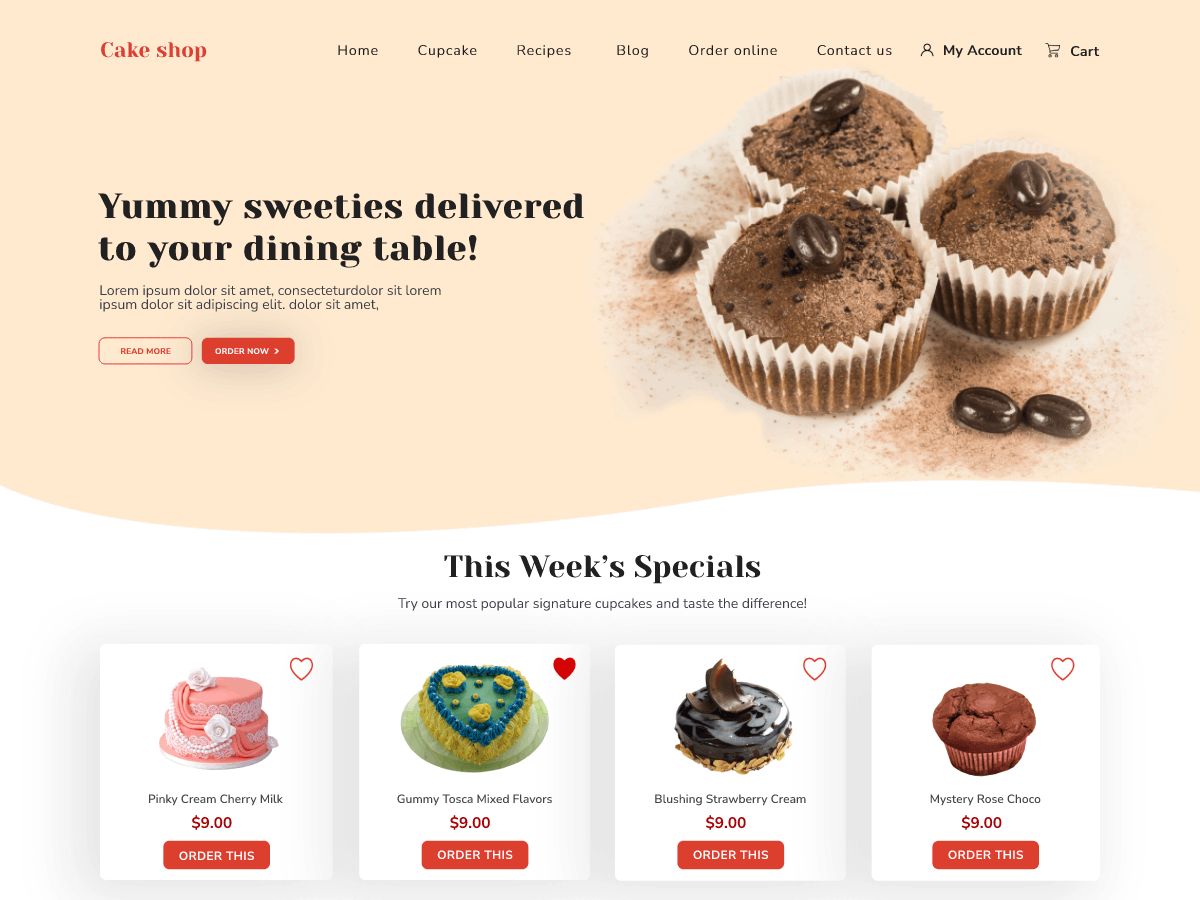 Cake shop
Home
Cupcake
Recipes
Blog
Order online
Contact us
My Account
Cart
Yummy sweeties delivered
to your dining table!
Lorem ipsum dolor sit amet, consecteturdolor sit lorem
ipsum dolor sit adipiscing elit. dolor sit amet,
READ MORE
ORDER NOW
This Week’s Specials
Try our most popular signature cupcakes and taste the difference!
Pinky Cream Cherry Milk
$9.00
ORDER THIS
Gummy Tosca Mixed Flavors
$9.00
ORDER THIS
Blushing Strawberry Cream
$9.00
ORDER THIS
Mystery Rose Choco
$9.00
ORDER THIS